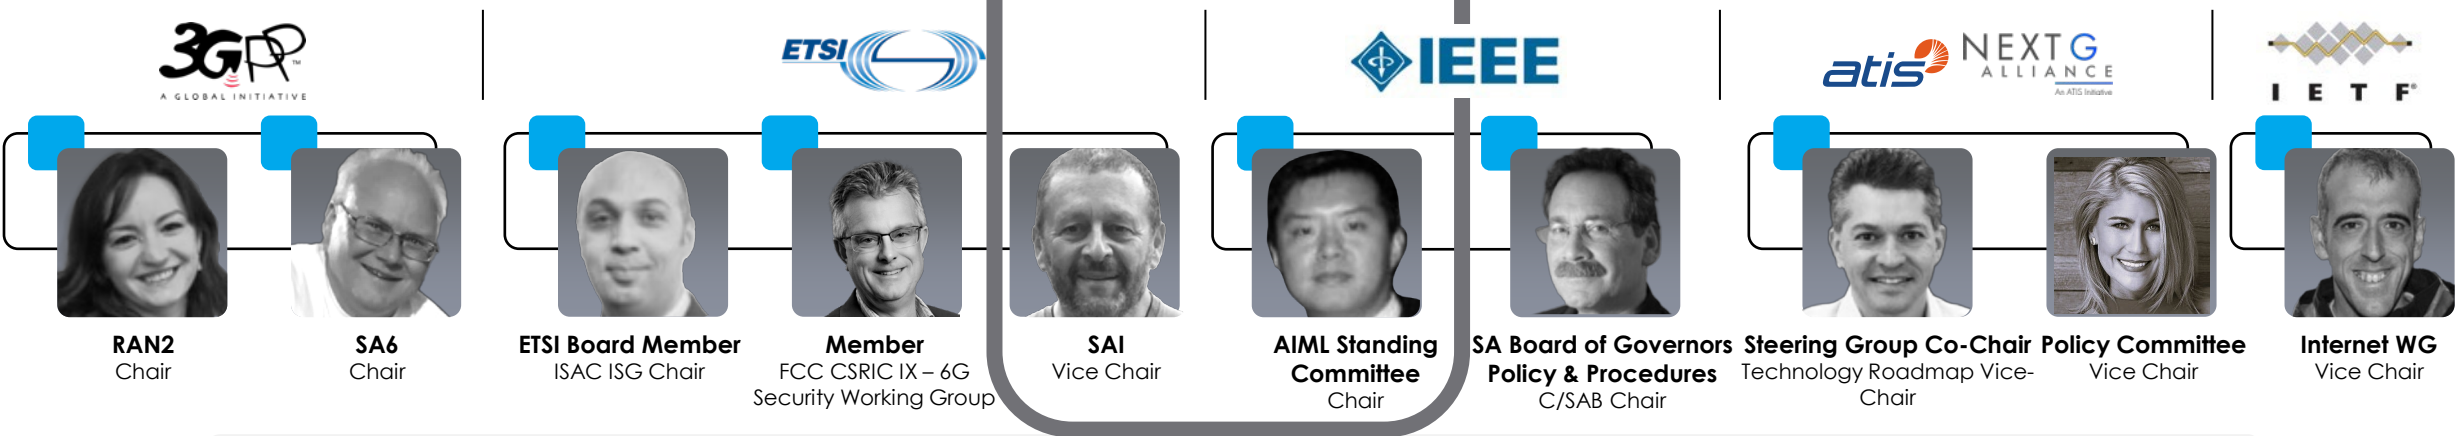 3GPP™
A GLOBAL INITIATIVE
ETSI
IEEE
atis
NEXT G
ALLIANCE
An ATIS Initiative
I E T F®
RAN2
Chair
SA6
Chair
ETSI Board Member
ISAC ISG Chair
Member
FCC CSRIC IX – 6G
Security Working Group
SAI
Vice Chair
AIML Standing
Committee
Chair
SA Board of Governors
Policy & Procedures
C/SAB Chair
Steering Group Co-Chair
Technology Roadmap Vice-
Chair
Policy Committee
Vice Chair
Internet WG
Vice Chair